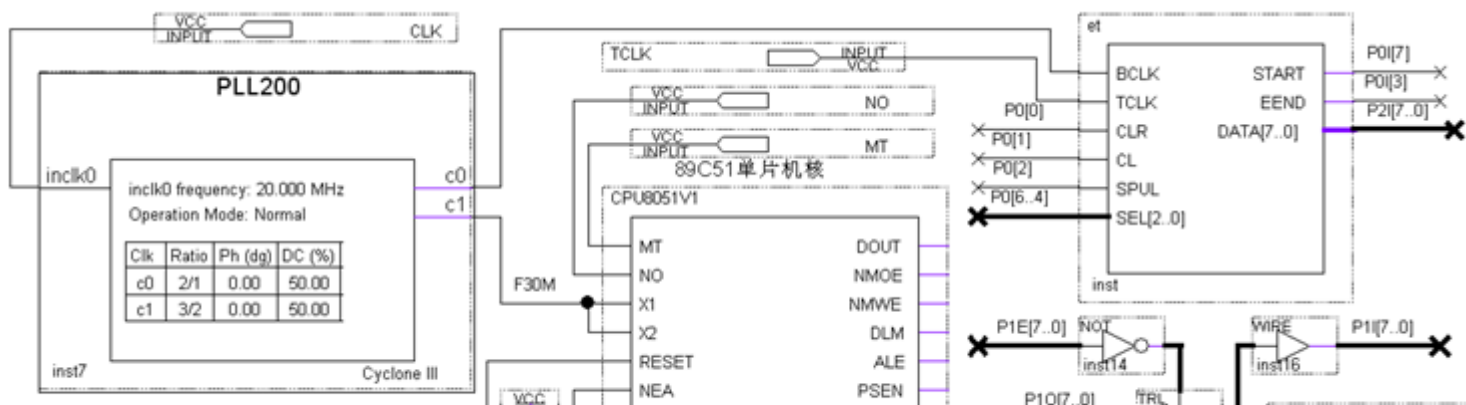 VCC
INPUT
CLK
PLL200
inclk0
inclk0 frequency: 20.000 MHz
Operation Mode: Normal
Clk Ratio Ph (dg) DC (%)
c0 2/1 0.00 50.00
c1 3/2 0.00 50.00
c0
c1
inst7
Cyclone III
TCLK
INPUT
VCC
VCC
INPUT
NO
VCC
INPUT
MT
89C51单片机核
CPU8051V1
F30M
MT DOUT
NO NMOE
X1 NMWE
X2 DLM
RESET ALE
NEA PSEN
VCC
et
BCLK START P0I[7]
TCLK EEND P0I[3]
P0[0] CLR DATA[7..0] P2I[7..0]
P0[1] CL
P0[2] SPUL
P0[6..4] SEL[2..0]
inst
P1E[7..0] NOT
inst14
WIRE P1I[7..0]
inst16
P1O[7..0]
TRI